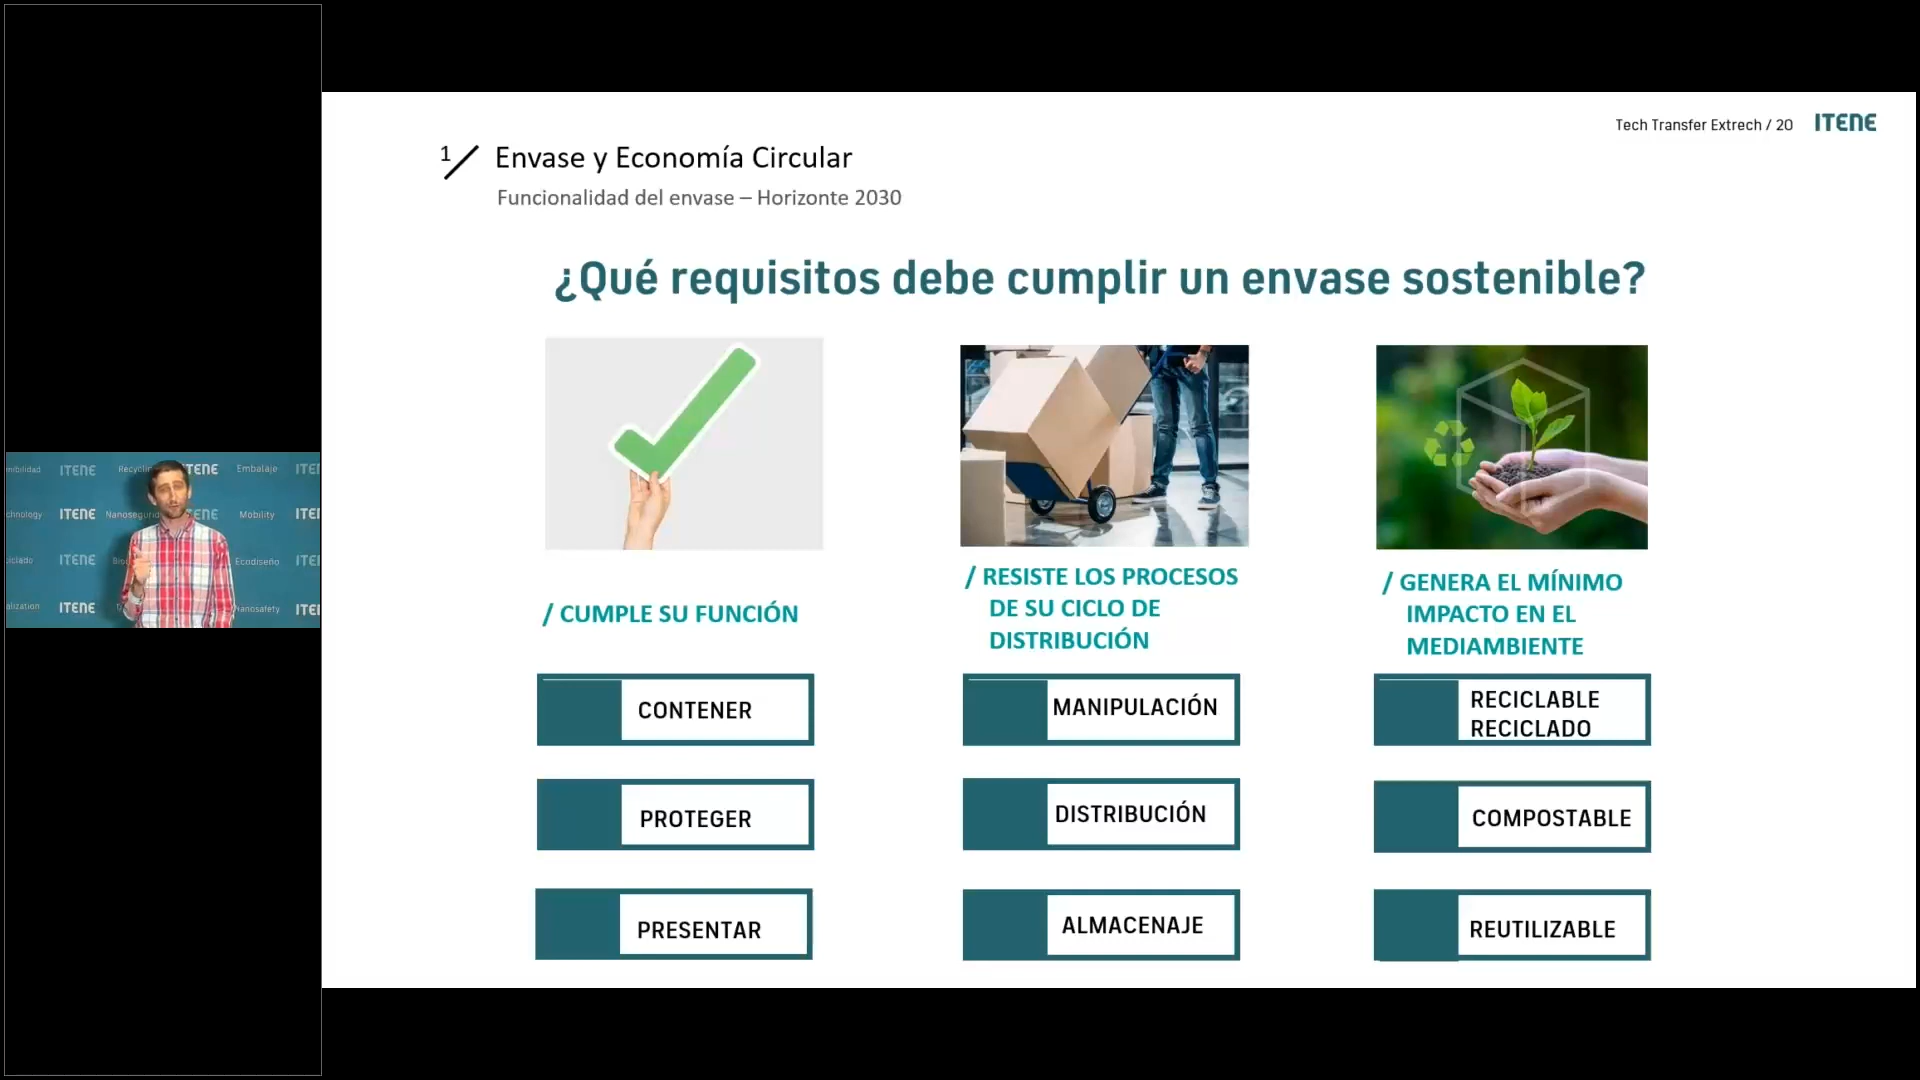 Tech Transfer Extrech / 20 ITENE
1 Envase y Economía Circular
Funcionalidad del envase – Horizonte 2030
¿Qué requisitos debe cumplir un envase sostenible?
/ CUMPLE SU FUNCIÓN
CONTENER
PROTEGER
PRESENTAR
/ RESISTE LOS PROCESOS
DE SU CICLO DE
DISTRIBUCIÓN
MANIPULACIÓN
DISTRIBUCIÓN
ALMACENAJE
/ GENERA EL MÍNIMO
IMPACTO EN EL
MEDIAMBIENTE
RECICLABLE
RECICLADO
COMPOSTABLE
REUTILIZABLE
ITENE ITENE Embalaje
ITENE Mobility
ITENE Ecodiseño
ITENE Nanosafety